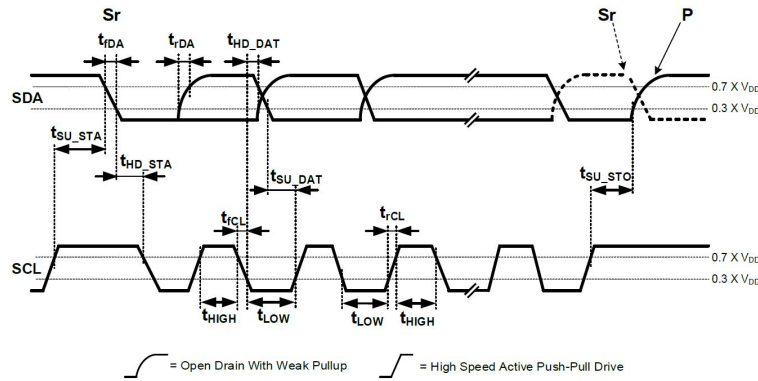 Sr
Sr
P
tfDA
trDA
tHD_DAT
0.7 X VDD
SDA
0.3 X VDD
tSU_STA
tHD_STA
tSU_DAT
tSU_STO
tfCL
trCL
0.7 X VDD
SCL
0.3 X VDD
tHIGH
tLOW
tLOW
tHIGH
= Open Drain With Weak Pullup
= High Speed Active Push-Pull Drive